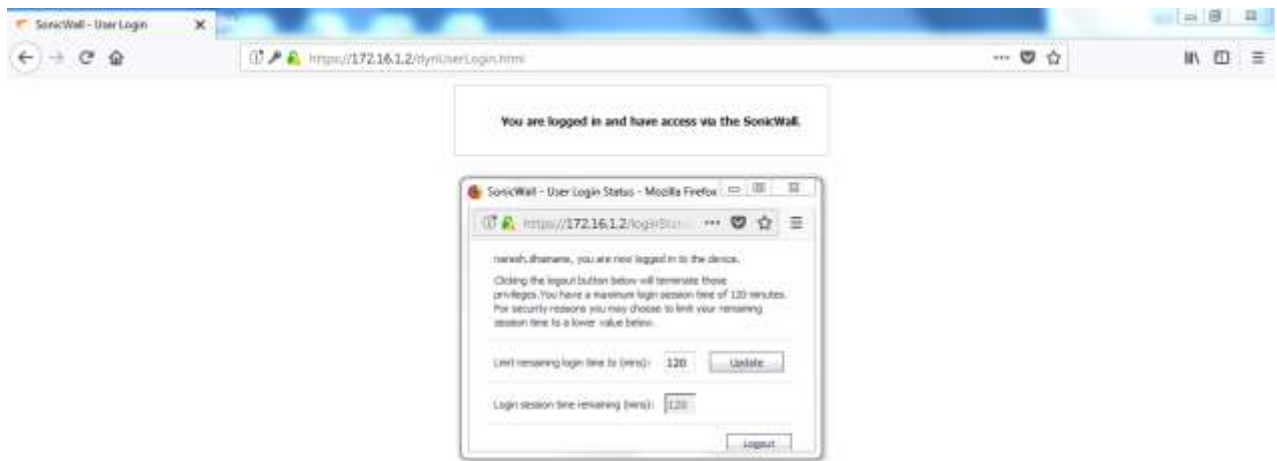 SonicWall - User Login
https://172.16.1.2/dynUserLogin.html
You are logged in and have access via the SonicWall.
SonicWall - User Login Status - Mozilla Firefox
https://172.16.1.2/loginStatu
you are now logged in to the device.
Clicking the logout button below will terminate those
privileges.You have a maximum login session time of 120 minutes.
For security reasons you may choose to limit your remaining
session time to a lower value below.
Limit remaining login time to (mins): 120 Update
Login session time remaining (mins): 120
Logout